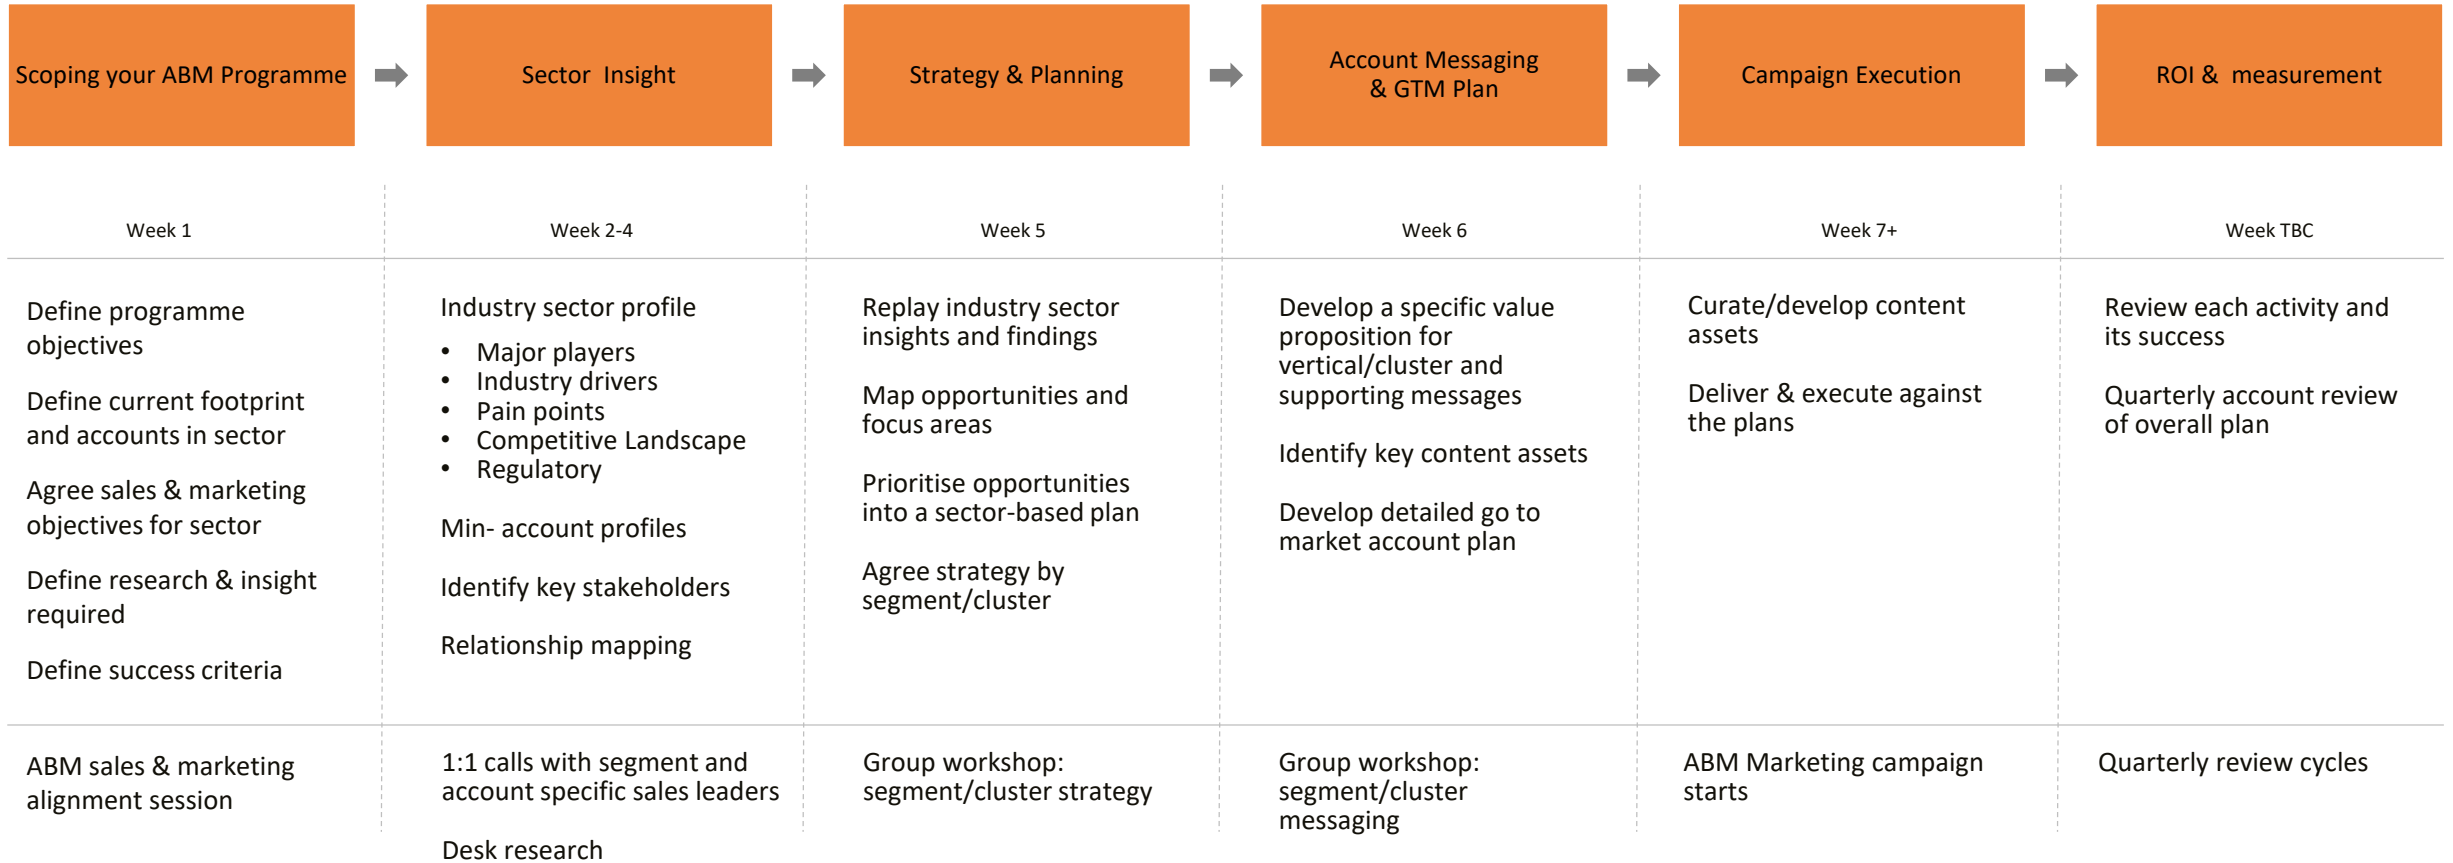 Scoping your ABM Programme
Sector Insight
Strategy & Planning
Account Messaging
& GTM Plan
Campaign Execution
ROI & measurement
Week 1
Week 2-4
Week 5
Week 6
Week 7+
Week TBC
Define programme
objectives
Define current footprint
and accounts in sector
Agree sales & marketing
objectives for sector
Define research & insight
required
Define success criteria
Industry sector profile
• Major players
• Industry drivers
• Pain points
• Competitive Landscape
• Regulatory
Min- account profiles
Identify key stakeholders
Relationship mapping
Replay industry sector
insights and findings
Map opportunities and
focus areas
Prioritise opportunities
into a sector-based plan
Agree strategy by
segment/cluster
Develop a specific value
proposition for
vertical/cluster and
supporting messages
Identify key content assets
Develop detailed go to
market account plan
Curate/develop content
assets
Deliver & execute against
the plans
Review each activity and
its success
Quarterly account review
of overall plan
ABM sales & marketing
alignment session
1:1 calls with segment and
account specific sales leaders
Desk research
Group workshop:
segment/cluster strategy
Group workshop:
segment/cluster
messaging
ABM Marketing campaign
starts
Quarterly review cycles